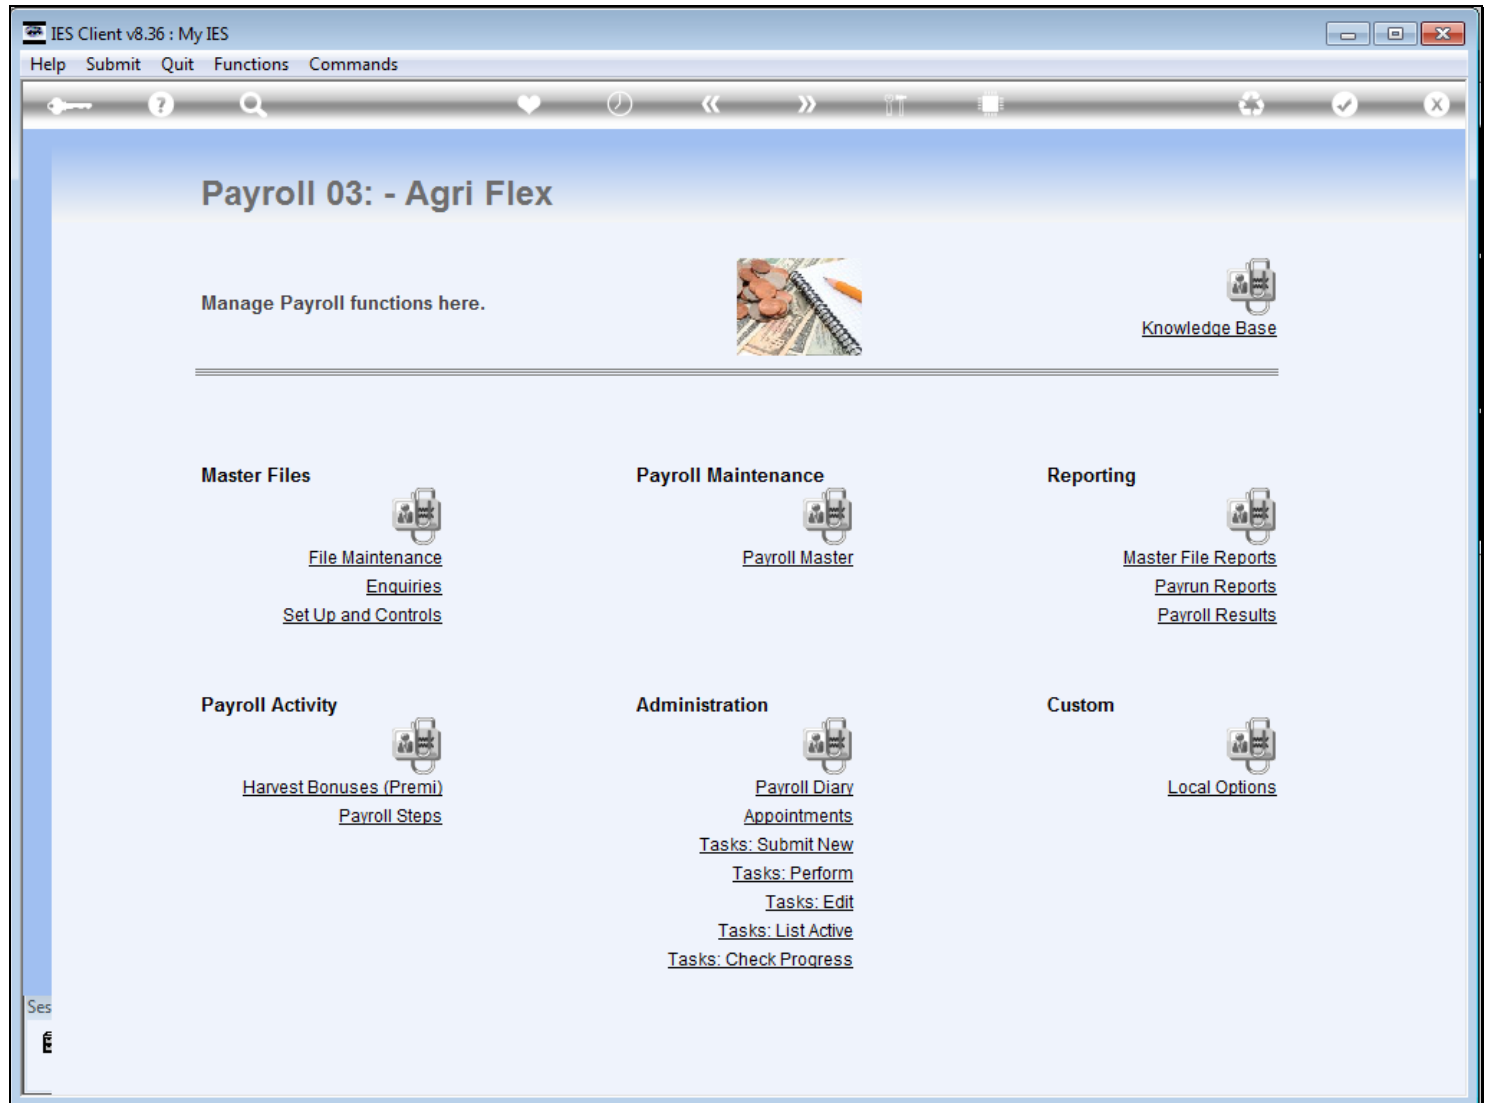 IES Client v8.36 : My IES
Help Submit Quit Functions Commands
Payroll 03: - Agri Flex
Manage Payroll functions here.
Knowledge Base
Master Files
File Maintenance
Enquiries
Set Up and Controls
Payroll Maintenance
Payroll Master
Reporting
Master File Reports
Payrun Reports
Payroll Results
Payroll Activity
Harvest Bonuses (Premi)
Payroll Steps
Administration
Payroll Diary
Appointments
Tasks: Submit New
Tasks: Perform
Tasks: Edit
Tasks: List Active
Tasks: Check Progress
Custom
Local Options
Ses